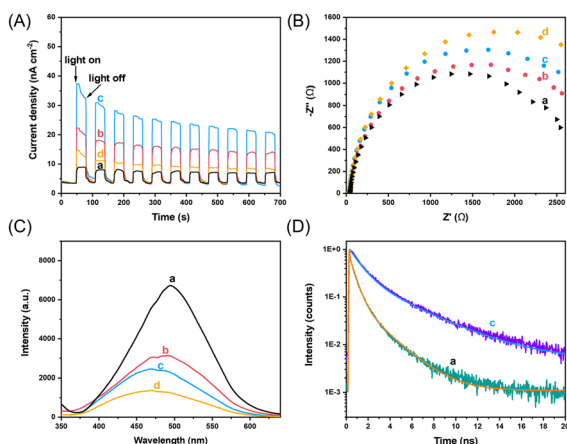 (A)
Current density (nA cm⁻²)
60
50
40
30
20
10
0
light on
light off
c
b
d
a
0 100 200 300 400 500 600 700
Time (s)
(B)
-Z'' (Ω)
1600
1400
1200
1000
800
600
400
200
0
d
c
b
a
0 500 1000 1500 2000 2500
Z' (Ω)
(C)
Intensity (a.u.)
10000
8000
6000
4000
2000
0
a
b
c
d
350 400 450 500 550 600
Wavelength (nm)
(D)
Intensity (counts)
1E+0
1E-1
1E-2
1E-3
c
a
0 2 4 6 8 10 12 14 16 18 20
Time (ns)